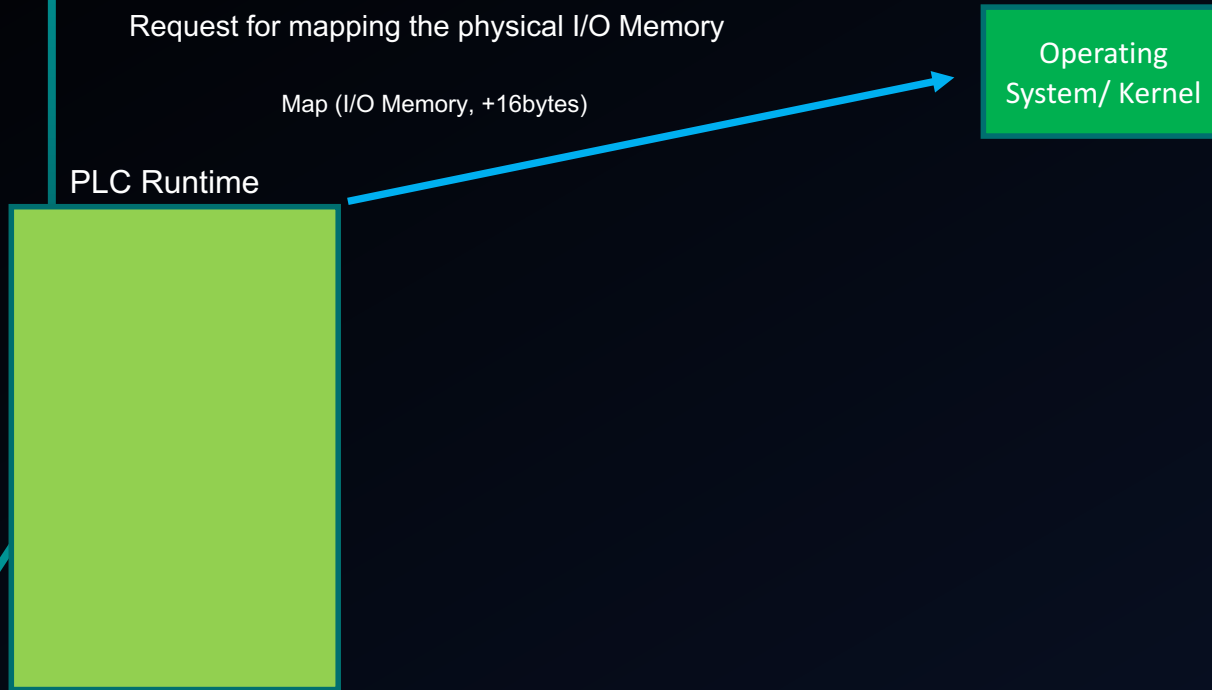 Request for mapping the physical I/O Memory
Operating
System/ Kernel
Map (I/O Memory, +16bytes)
PLC Runtime